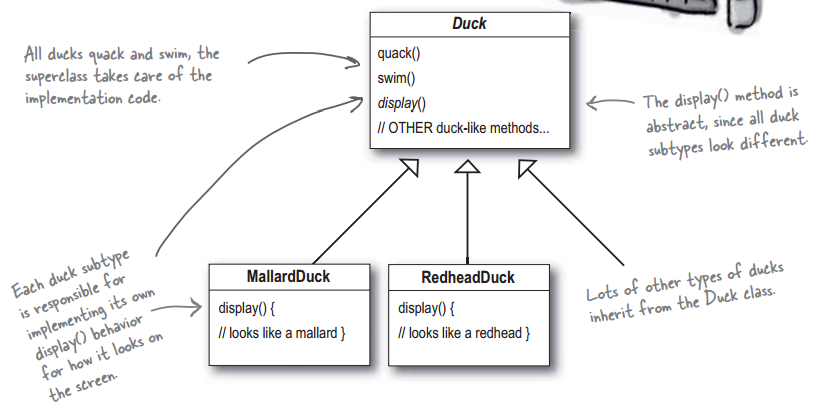 All ducks quack and swim, the
superclass takes care of the
implementation code.
Duck
quack()
swim()
display()
// OTHER duck-like methods...
The display() method is
abstract, since all duck
subtypes look different.
Each duck subtype
is responsible for
implementing its own
display() behavior
for how it looks on
the screen.
MallardDuck
display() {
// looks like a mallard }
RedheadDuck
display() {
// looks like a redhead }
Lots of other types of ducks
inherit from the Duck class.